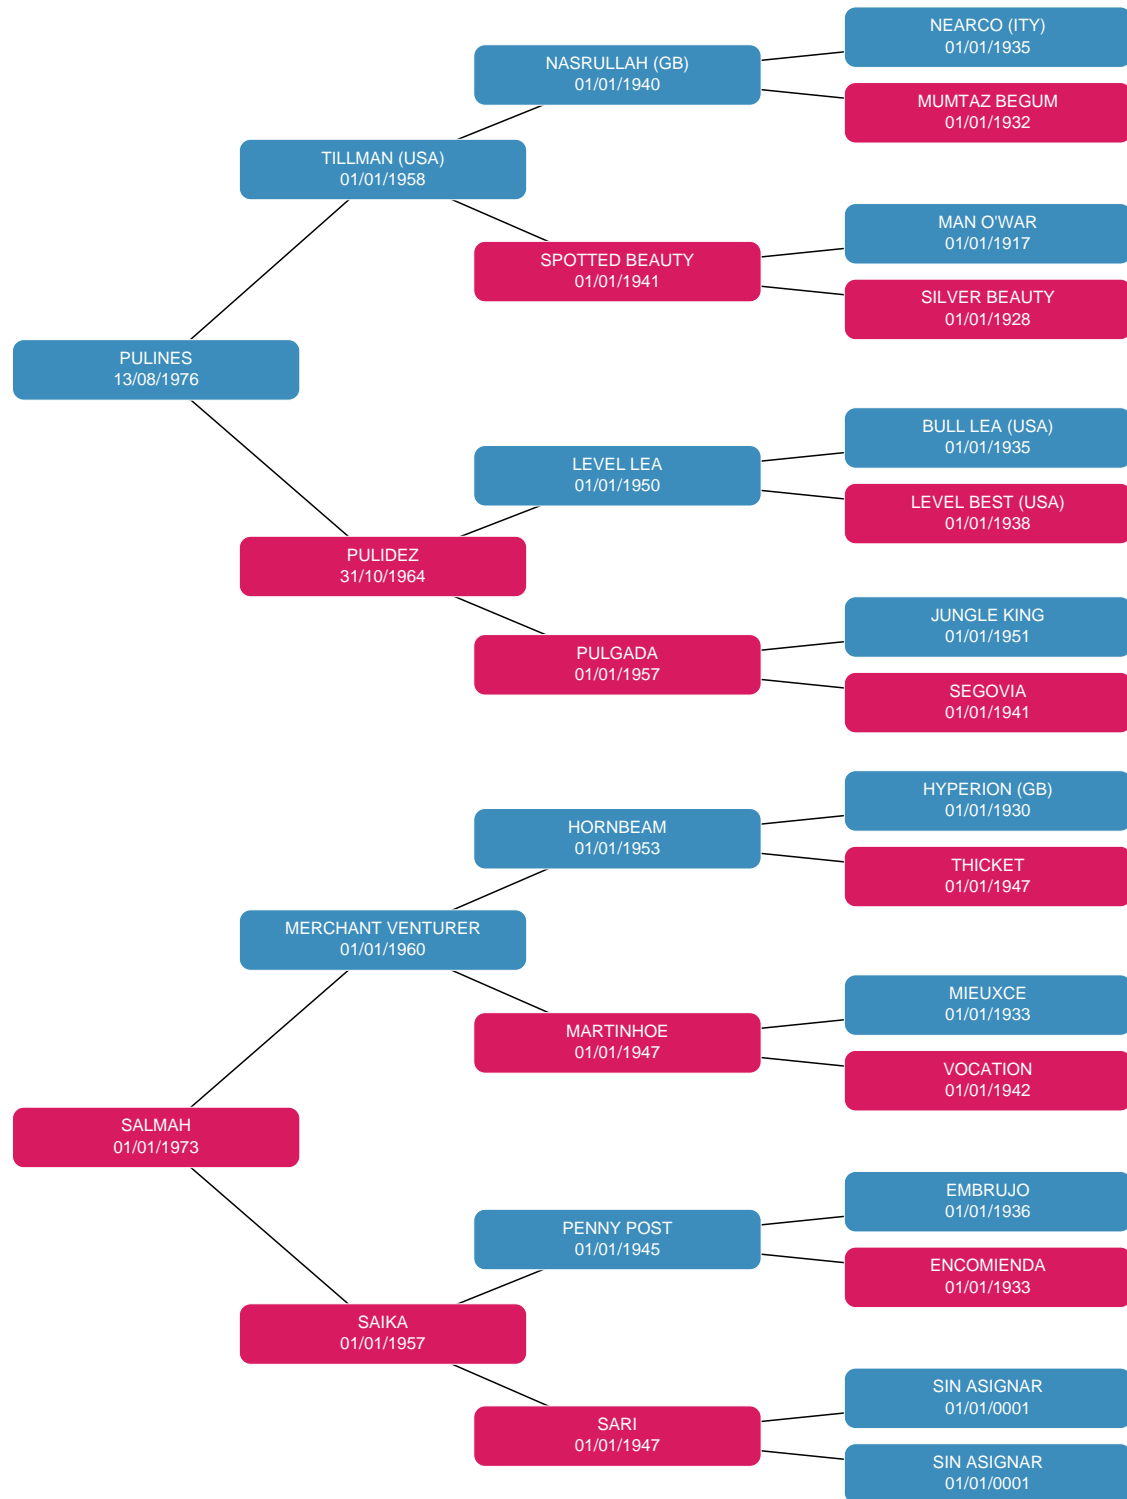 NEARCO (ITY)
01/01/1935
NASRULLAH (GB)
01/01/1940
MUMTAZ BEGUM
01/01/1932
TILLMAN (USA)
01/01/1958
MAN O'WAR
01/01/1917
SPOTTED BEAUTY
01/01/1941
SILVER BEAUTY
01/01/1928
PULINES
13/08/1976
BULL LEA (USA)
01/01/1935
LEVEL LEA
01/01/1950
LEVEL BEST (USA)
01/01/1938
PULIDEZ
31/10/1964
JUNGLE KING
01/01/1951
PULGADA
01/01/1957
SEGOVIA
01/01/1941
HYPERION (GB)
01/01/1930
HORNBEAM
01/01/1953
THICKET
01/01/1947
MERCHANT VENTURER
01/01/1960
MIEUXCE
01/01/1933
MARTINHOE
01/01/1947
VOCATION
01/01/1942
SALMAH
01/01/1973
EMBRUJO
01/01/1936
PENNY POST
01/01/1945
ENCOMIENDA
01/01/1933
SAIKA
01/01/1957
SIN ASIGNAR
01/01/0001
SARI
01/01/1947
SIN ASIGNAR
01/01/0001